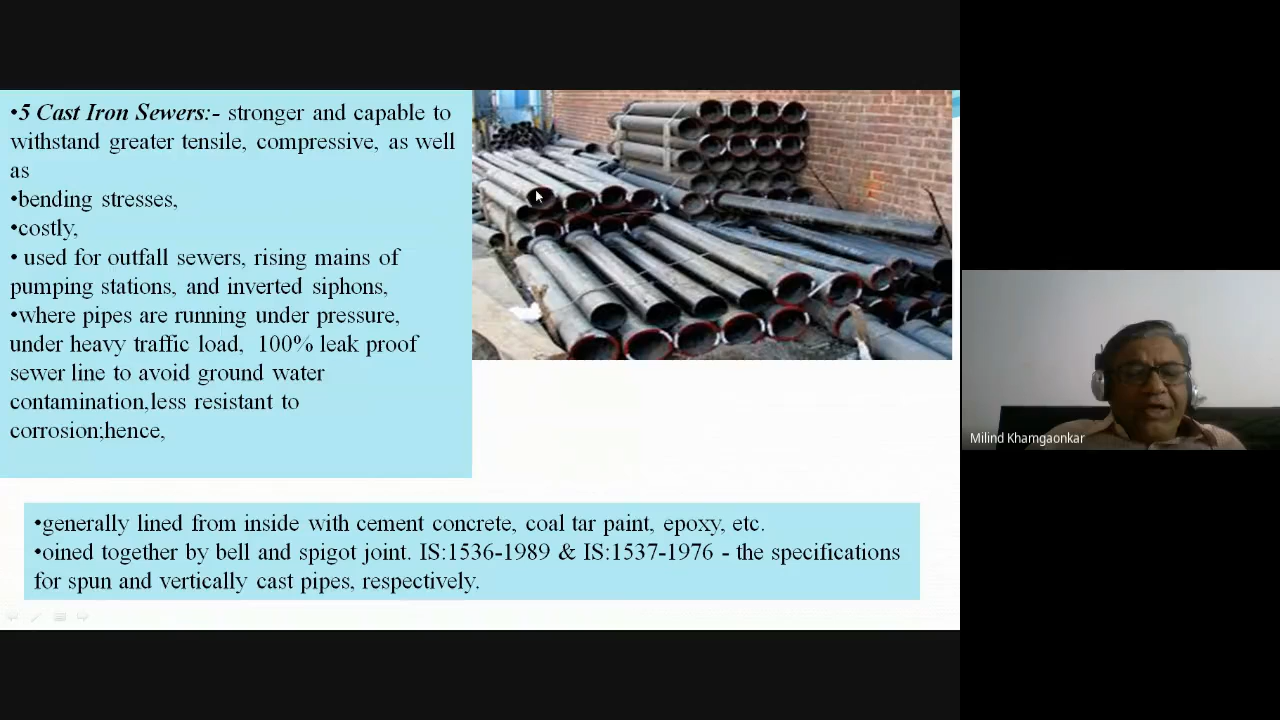 •5 Cast Iron Sewers:- stronger and capable to
withstand greater tensile, compressive, as well
as
•bending stresses,
•costly,
• used for outfall sewers, rising mains of
pumping stations, and inverted siphons,
•where pipes are running under pressure,
under heavy traffic load, 100% leak proof
sewer line to avoid ground water
contamination,less resistant to
corrosion;hence,
•generally lined from inside with cement concrete, coal tar paint, epoxy, etc.
•oined together by bell and spigot joint. IS:1536-1989 & IS:1537-1976 - the specifications
for spun and vertically cast pipes, respectively.
Milind Khamgaonkar